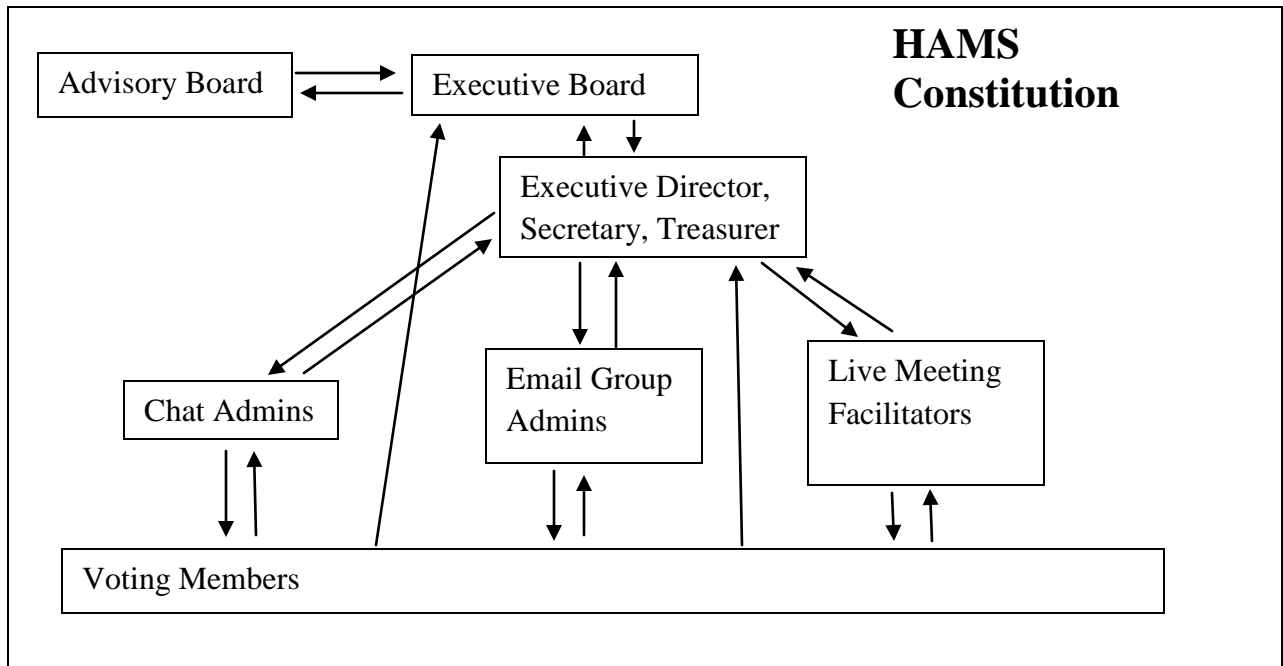 HAMS
Constitution
Advisory Board
Executive Board
Executive Director,
Secretary, Treasurer
Chat Admins
Email Group
Admins
Live Meeting
Facilitators
Voting Members